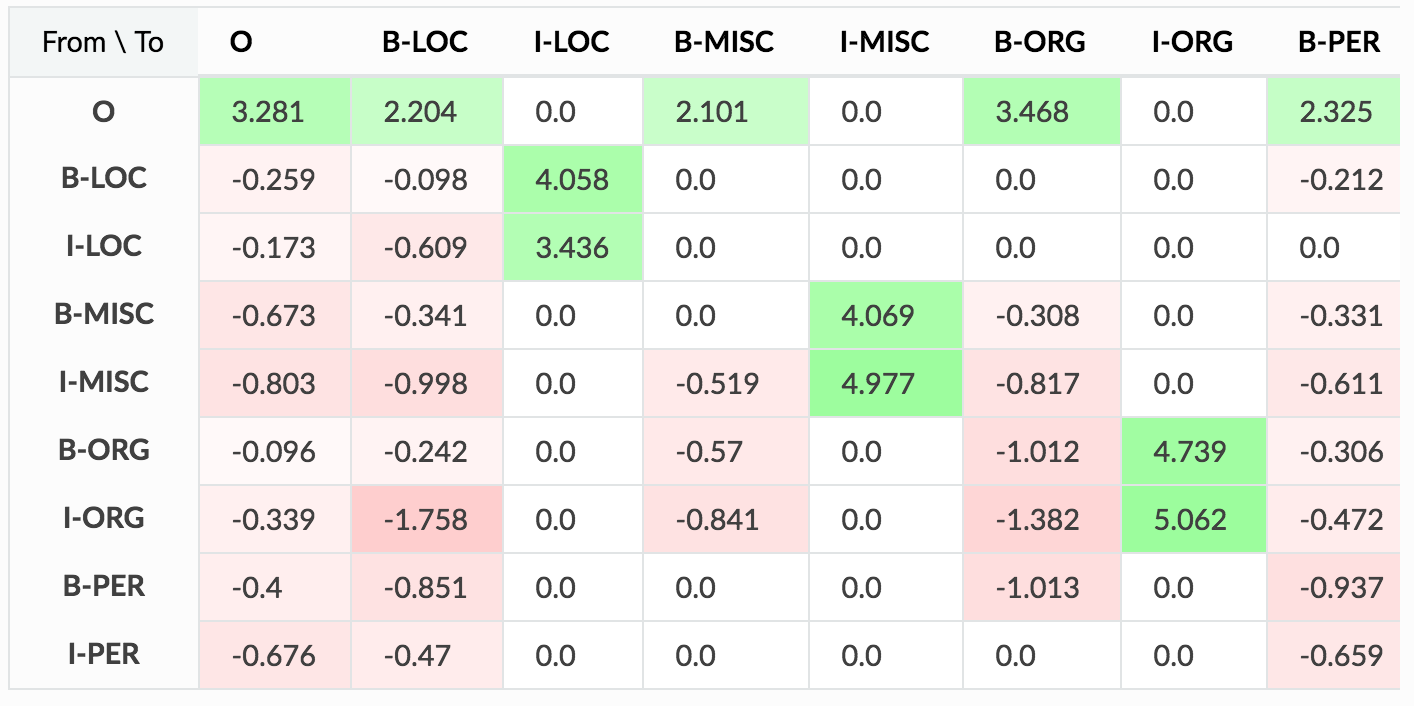 From \ To O B-LOC I-LOC B-MISC I-MISC B-ORG I-ORG B-PER
O 3.281 2.204 0.0 2.101 0.0 3.468 0.0 2.325
B-LOC -0.259 -0.098 4.058 0.0 0.0 0.0 0.0 -0.212
I-LOC -0.173 -0.609 3.436 0.0 0.0 0.0 0.0 0.0
B-MISC -0.673 -0.341 0.0 0.0 4.069 -0.308 0.0 -0.331
I-MISC -0.803 -0.998 0.0 -0.519 4.977 -0.817 0.0 -0.611
B-ORG -0.096 -0.242 0.0 -0.57 0.0 -1.012 4.739 -0.306
I-ORG -0.339 -1.758 0.0 -0.841 0.0 -1.382 5.062 -0.472
B-PER -0.4 -0.851 0.0 0.0 0.0 -1.013 0.0 -0.937
I-PER -0.676 -0.47 0.0 0.0 0.0 0.0 0.0 -0.659